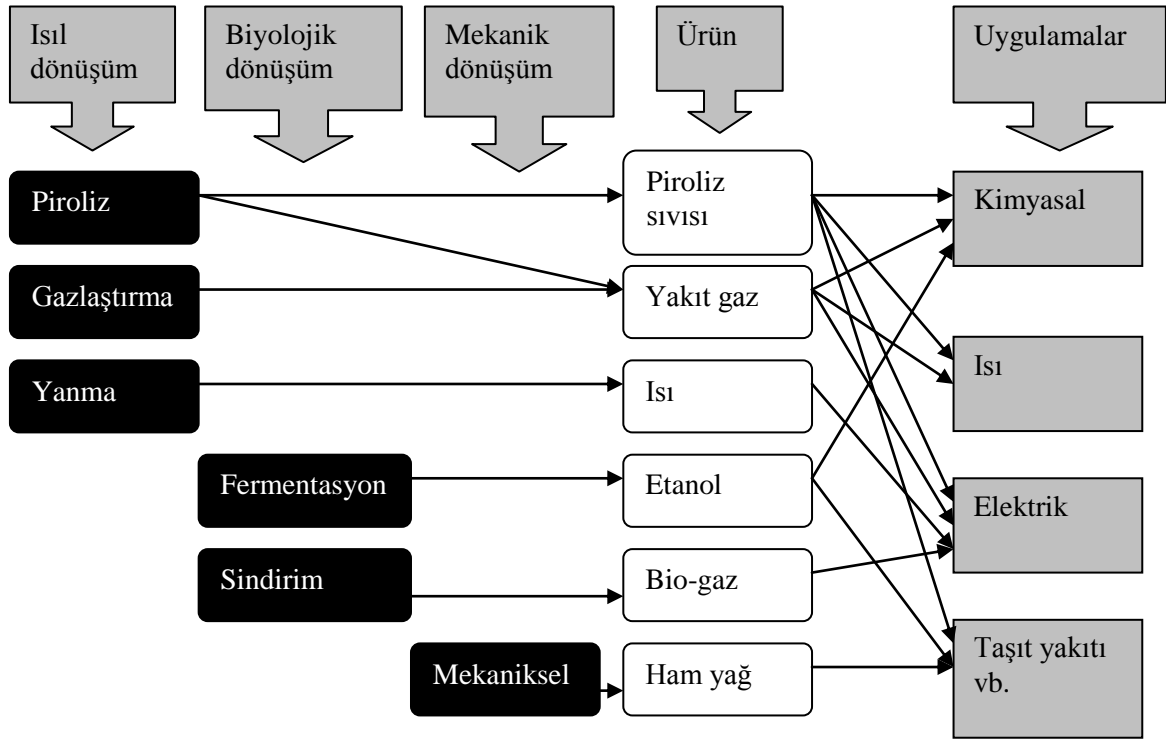 Isıl
dönüşüm
Biyolojik
dönüşüm
Mekanik
dönüşüm
Ürün
Uygulamalar
Piroliz
Piroliz
sıvısı
Kimyasal
Gazlaştırma
Yakıt gaz
Yanma
Isı
Isı
Fermentasyon
Etanol
Elektrik
Sindirim
Bio-gaz
Mekaniksel
Ham yağ
Taşıt yakıtı
vb.